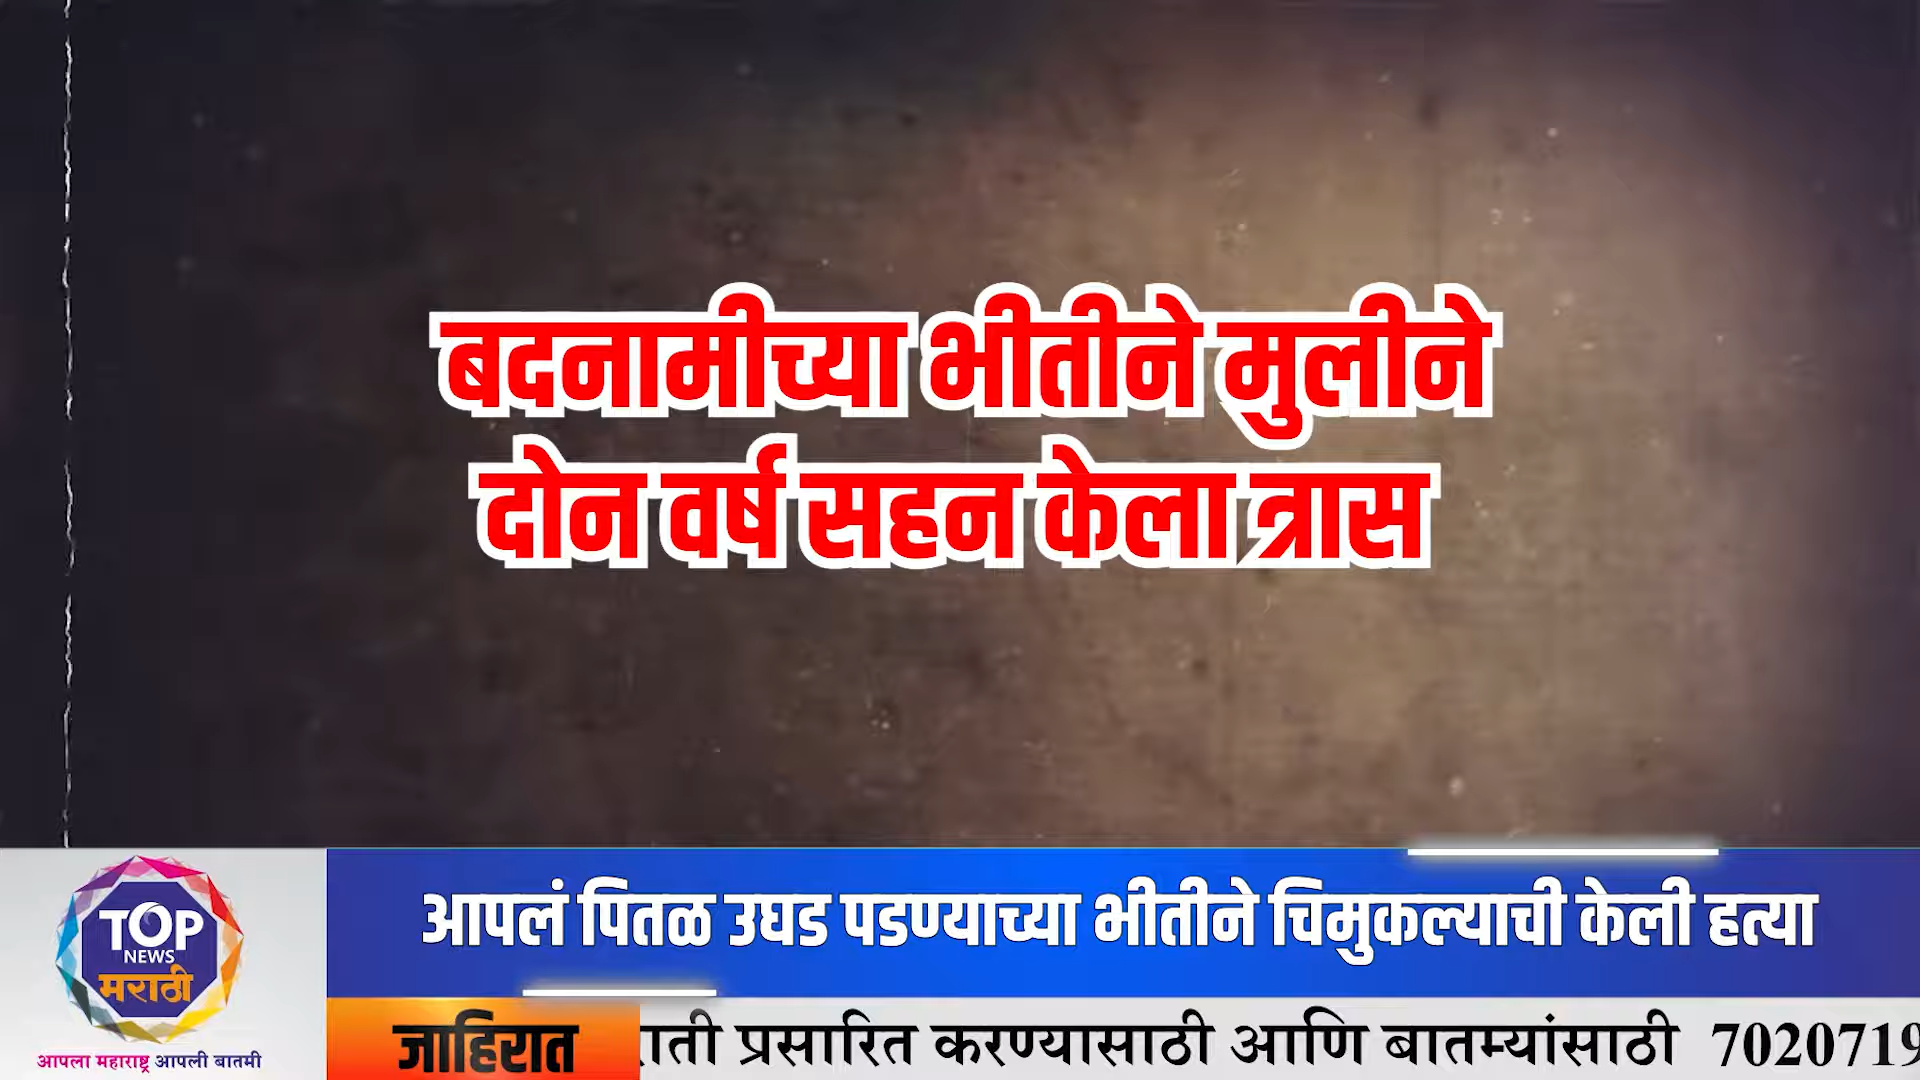 बदनामीच्या भीतीने मुलीने
दोन वर्ष सहन केला त्रास
आपलं पितळ उघड पडण्याच्या भीतीने चिमुकल्याची केली हत्या
TOP
NEWS
मराठी
आपला महाराष्ट्र आपली बातमी
जाहिरात
राती प्रसारित करण्यासाठी आणि बातम्यांसाठी 7020719